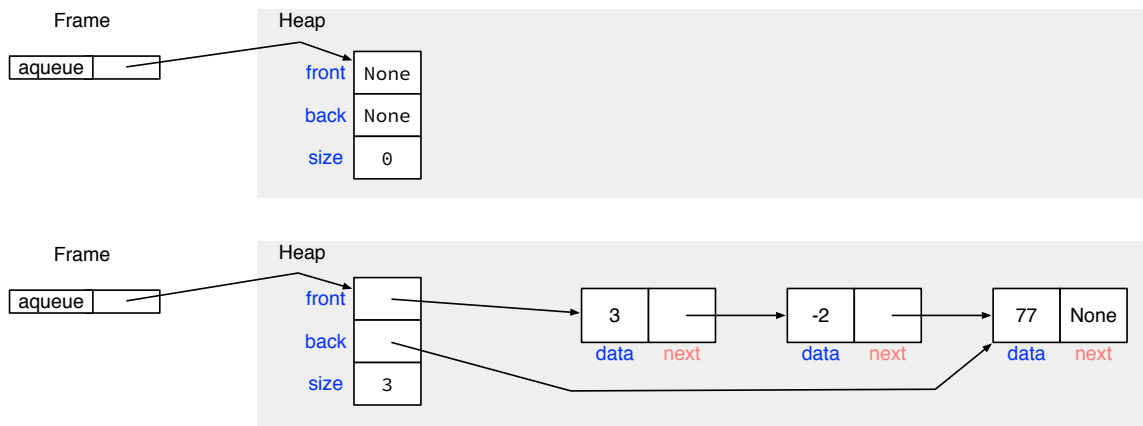 Frame Heap
aqueue
front None
back None
size 0
Frame Heap
aqueue
front 3 -2 77 None
back data next data next data next
size 3